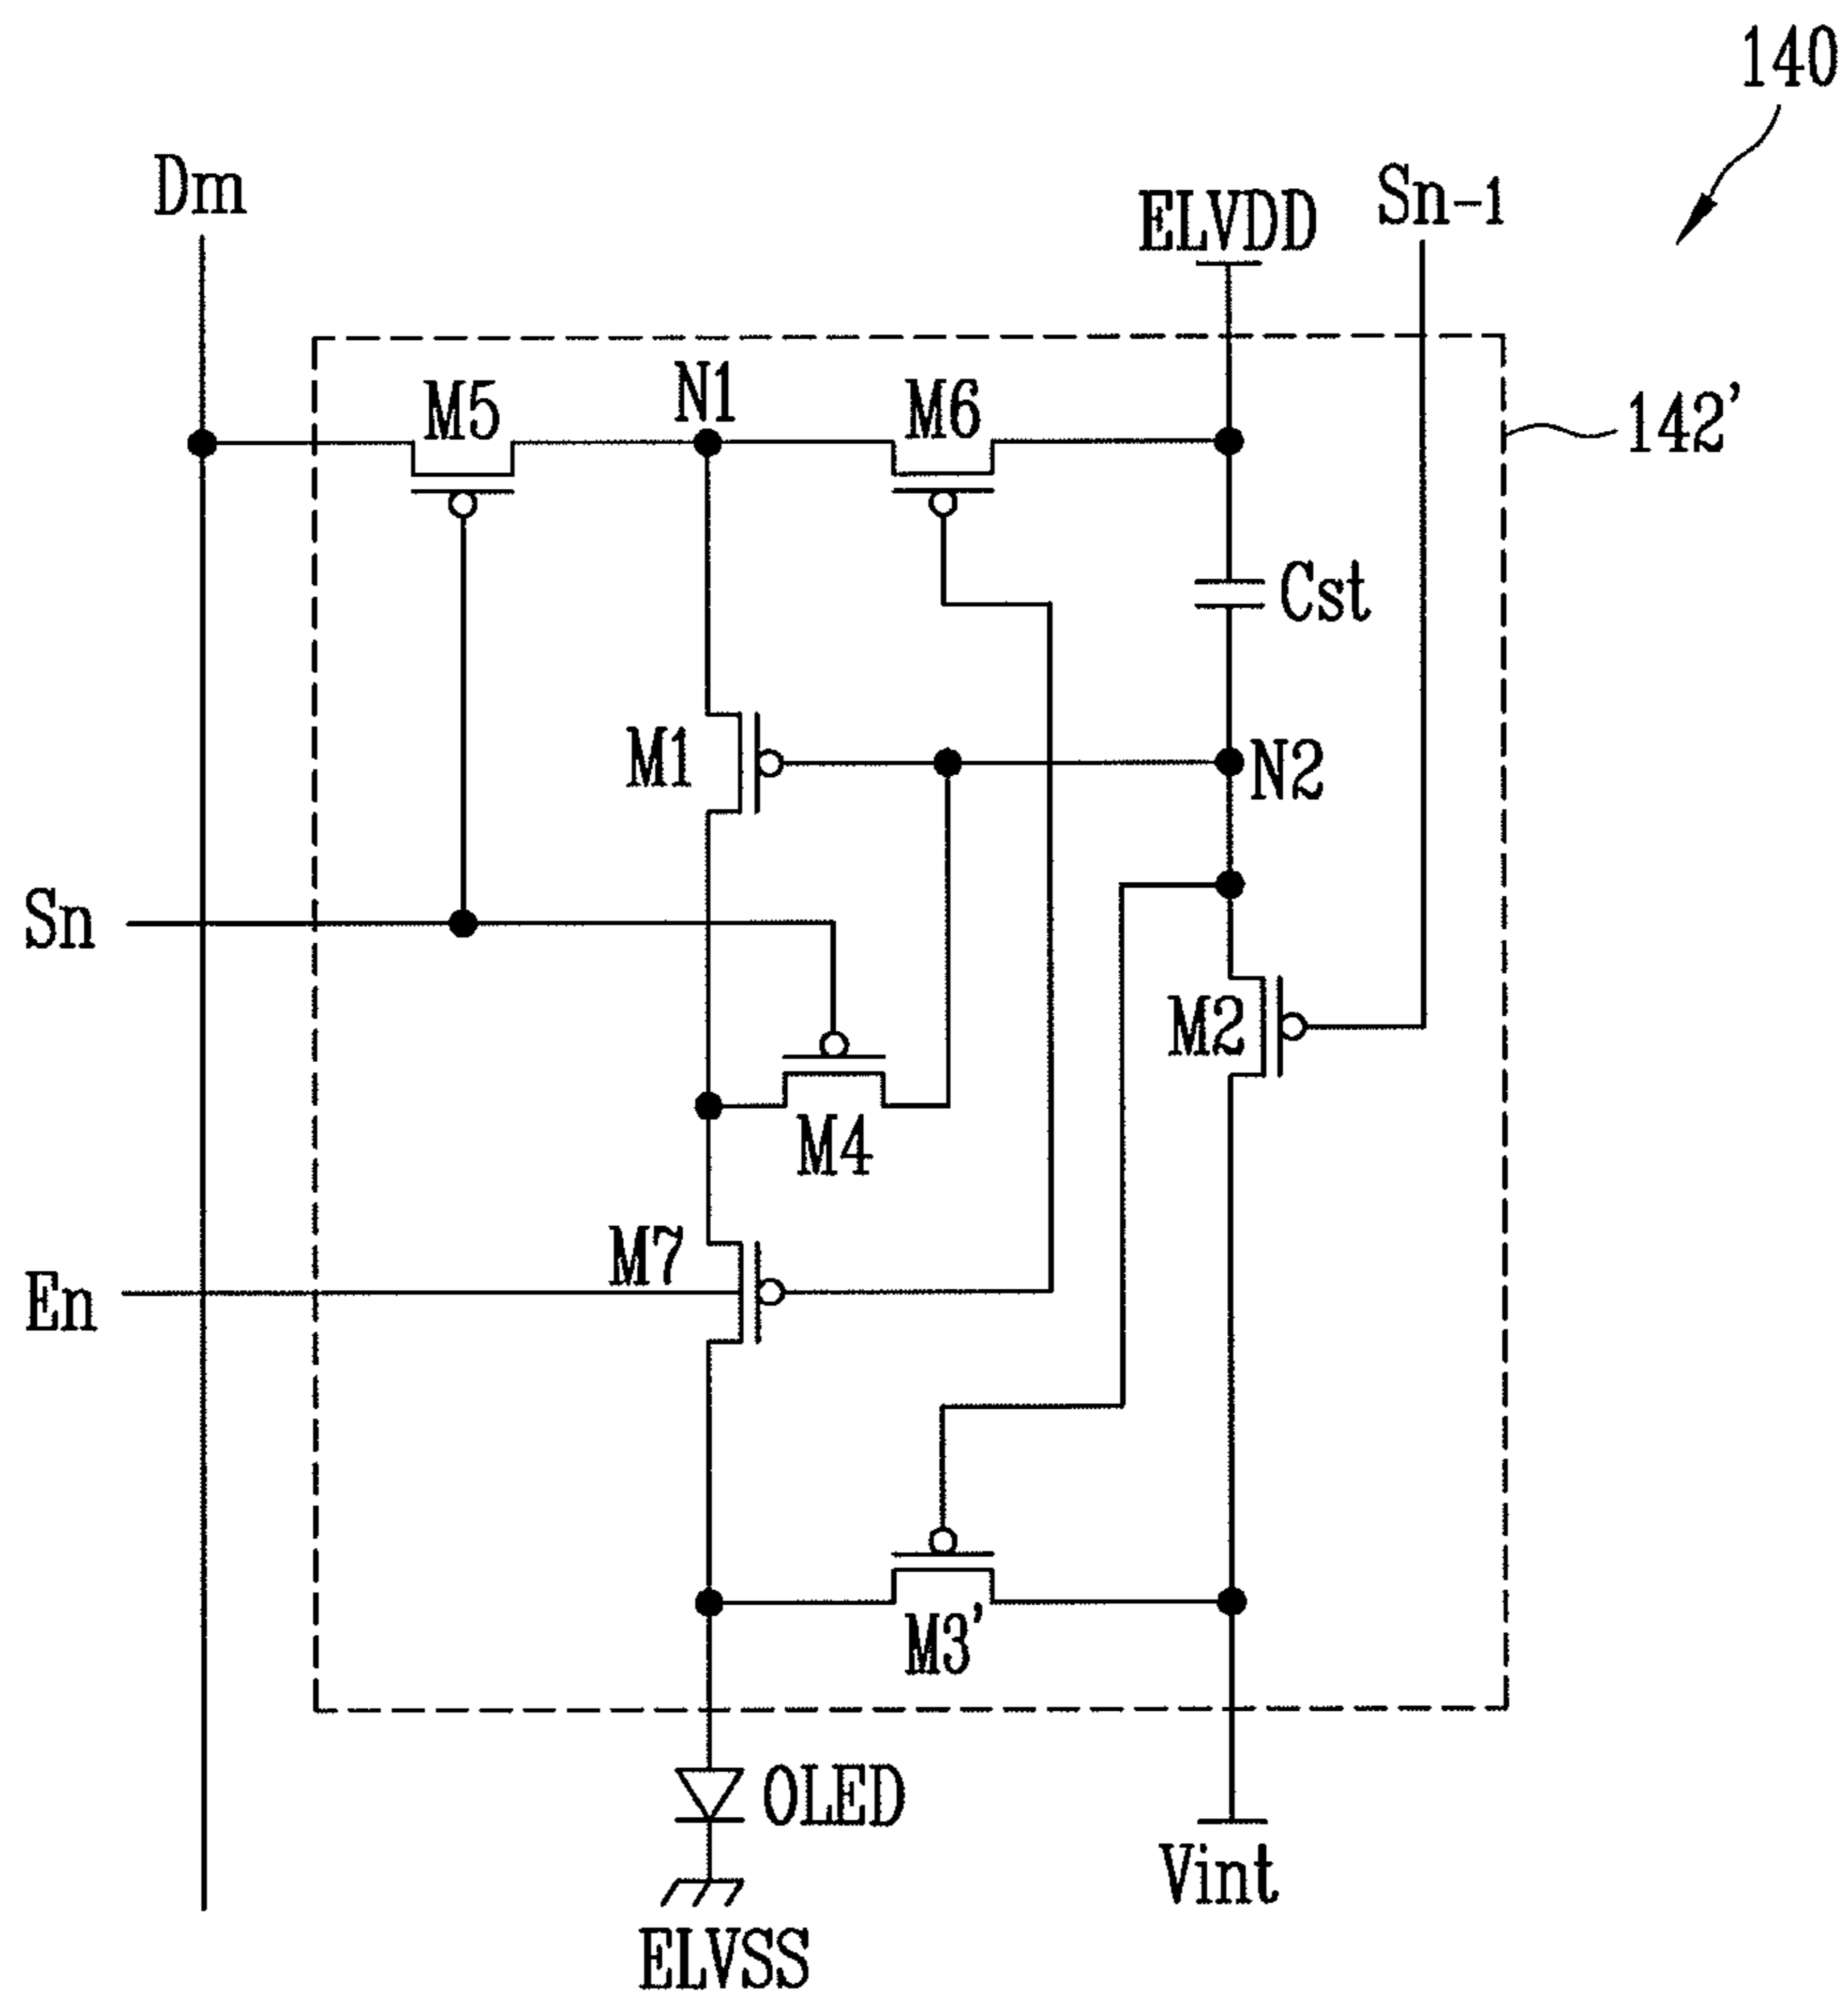 140
Dm
ELVDD
Sn-1
M5
N1
M6
142'
Cst
M1
N2
Sn
M2
M4
M7
En
M3'
OLED
Vint
ELVSS